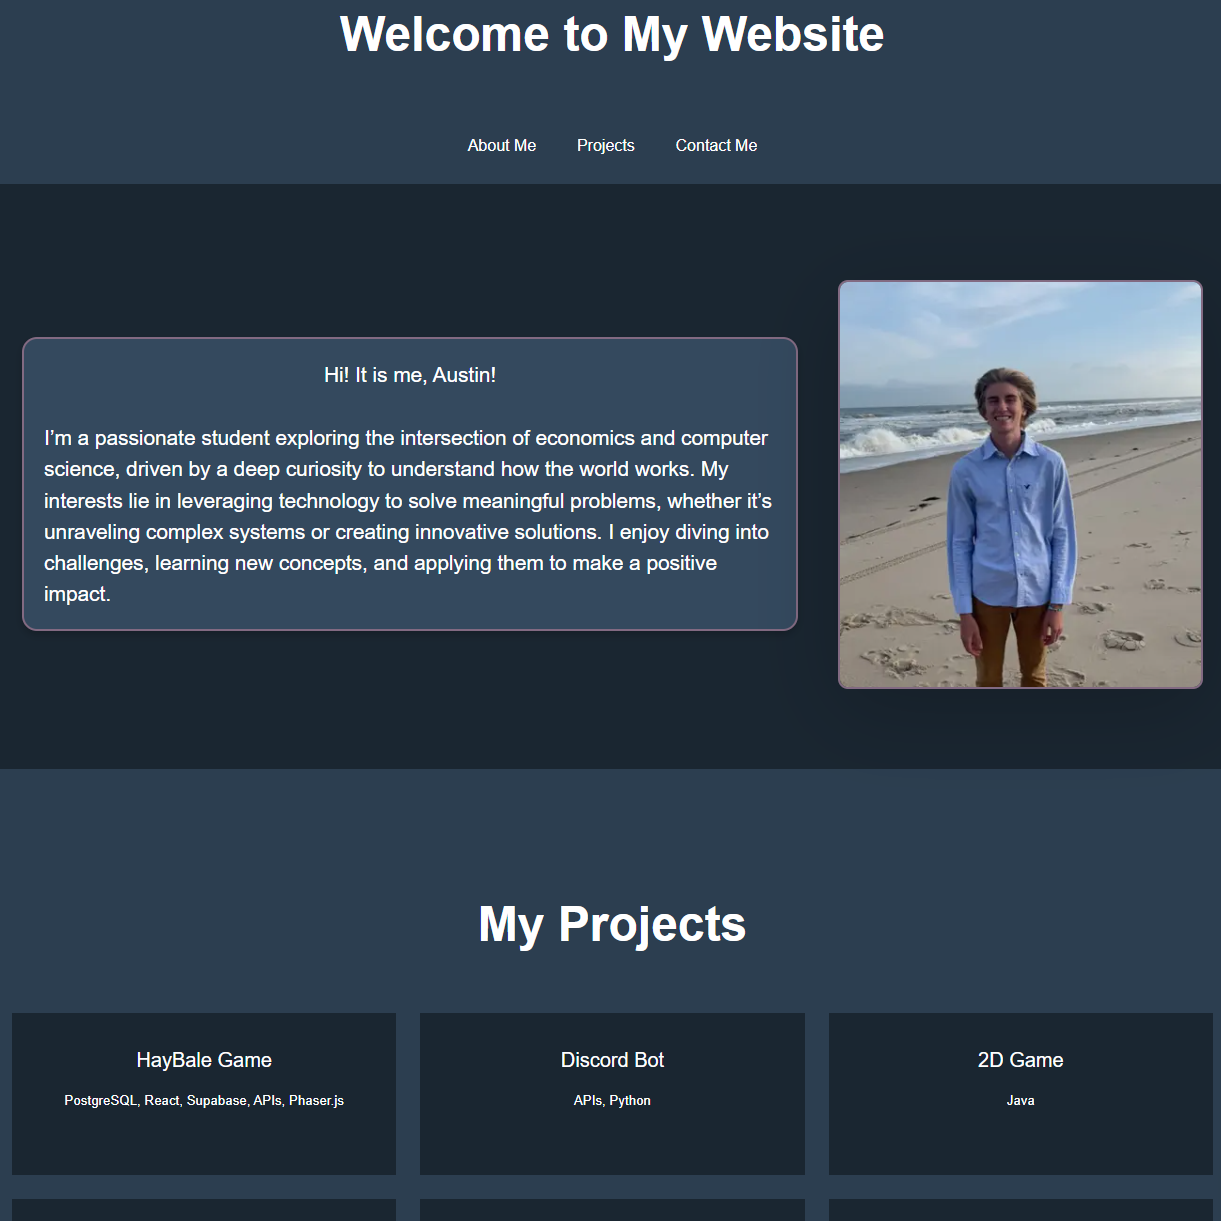 Welcome to My Website
About Me Projects Contact Me
Hi! It is me, Austin!
I’m a passionate student exploring the intersection of economics and computer
science, driven by a deep curiosity to understand how the world works. My
interests lie in leveraging technology to solve meaningful problems, whether it’s
unraveling complex systems or creating innovative solutions. I enjoy diving into
challenges, learning new concepts, and applying them to make a positive
impact.
My Projects
HayBale Game
PostgreSQL, React, Supabase, APIs, Phaser.js
Discord Bot
APIs, Python
2D Game
Java